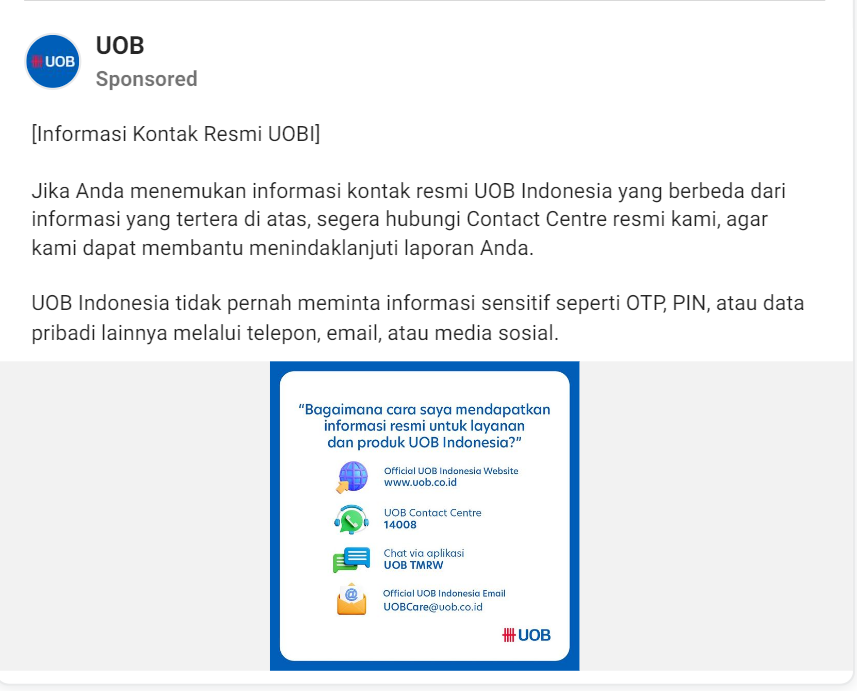 UOB
UOB
Sponsored
[Informasi Kontak Resmi UOBI]
Jika Anda menemukan informasi kontak resmi UOB Indonesia yang berbeda dari
informasi yang tertera di atas, segera hubungi Contact Centre resmi kami, agar
kami dapat membantu menindaklanjuti laporan Anda.
UOB Indonesia tidak pernah meminta informasi sensitif seperti OTP, PIN, atau data
pribadi lainnya melalui telepon, email, atau media sosial.
"Bagaimana cara saya mendapatkan
informasi resmi untuk layanan
dan produk UOB Indonesia?"
Official UOB Indonesia Website
www.uob.co.id
UOB Contact Centre
14008
Chat via aplikasi
UOB TMRW
@
Official UOB Indonesia Email
UOBCare@uob.co.id
UOB